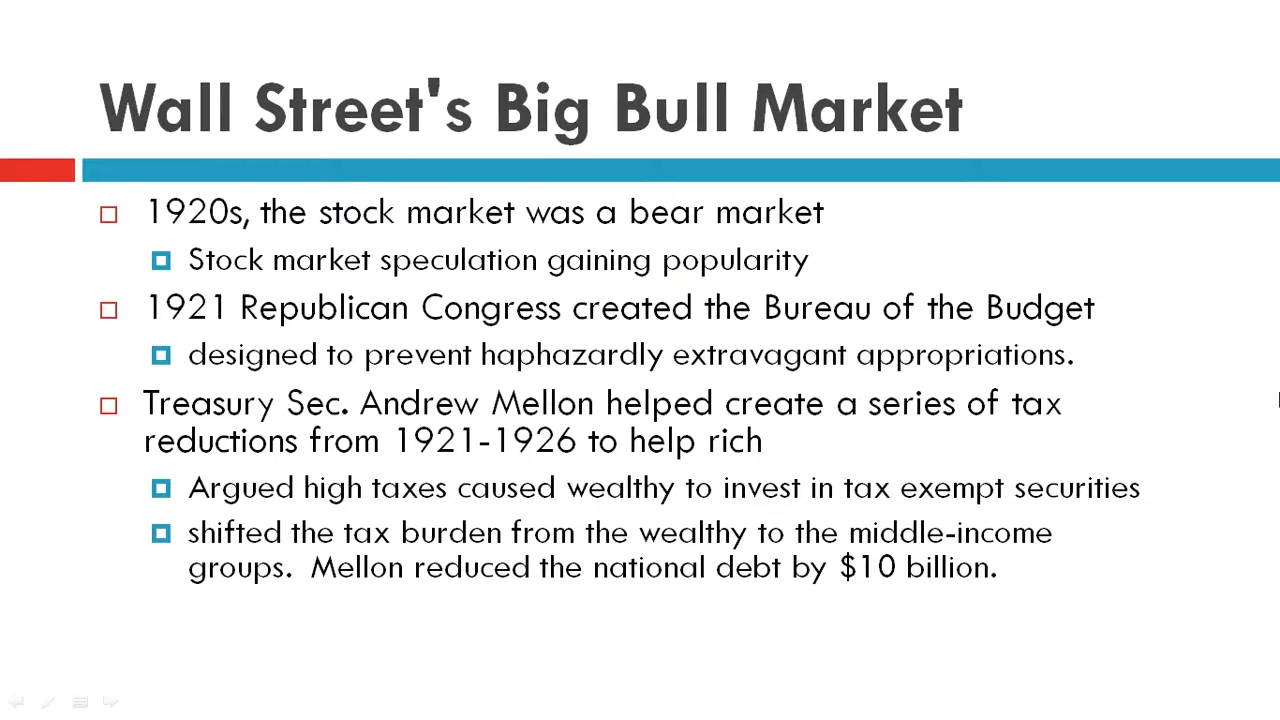 Wall Street's Big Bull Market
1920s, the stock market was a bear market
Stock market speculation gaining popularity
1921 Republican Congress created the Bureau of the Budget
designed to prevent haphazardly extravagant appropriations.
Treasury Sec. Andrew Mellon helped create a series of tax
reductions from 1921-1926 to help rich
Argued high taxes caused wealthy to invest in tax exempt securities
shifted the tax burden from the wealthy to the middle-income
groups.  Mellon reduced the national debt by $10 billion.